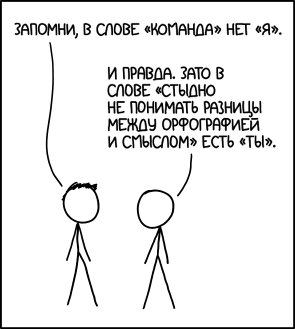 ЗАПОМНИ, В СЛОВЕ «КОМАНДА» НЕТ «Я».
И ПРАВДА. ЗАТО В
СЛОВЕ «СТЫДНО
НЕ ПОНИМАТЬ РАЗНИЦЫ
МЕЖДУ ОРФОГРАФИЕЙ
И СМЫСЛОМ» ЕСТЬ «ТЫ».